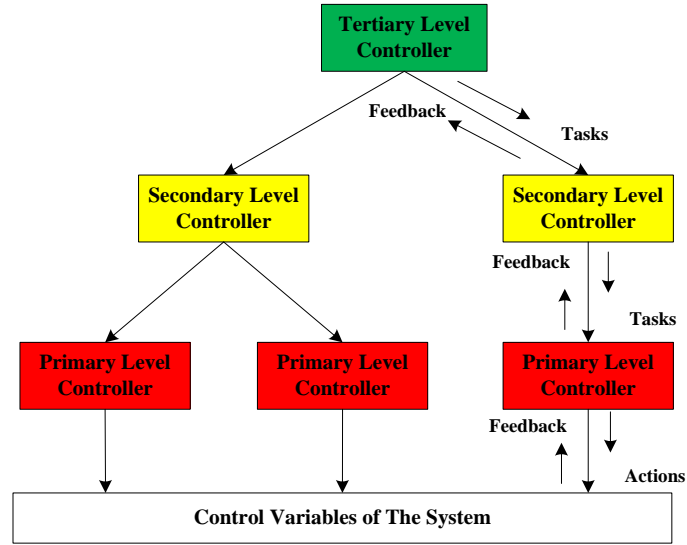 Tertiary Level
Controller
Feedback
Tasks
Secondary Level
Controller
Secondary Level
Controller
Feedback
Tasks
Primary Level
Controller
Primary Level
Controller
Primary Level
Controller
Feedback
Actions
Control Variables of The System